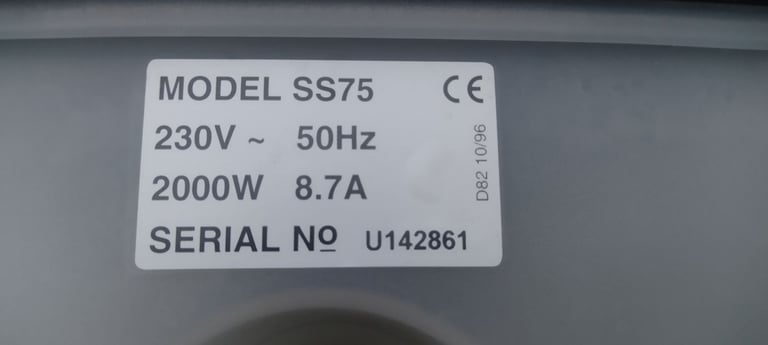 MODEL SS75 CE
230V ~ 50Hz
2000W 8.7A
SERIAL Nº U142861
D82 10/96